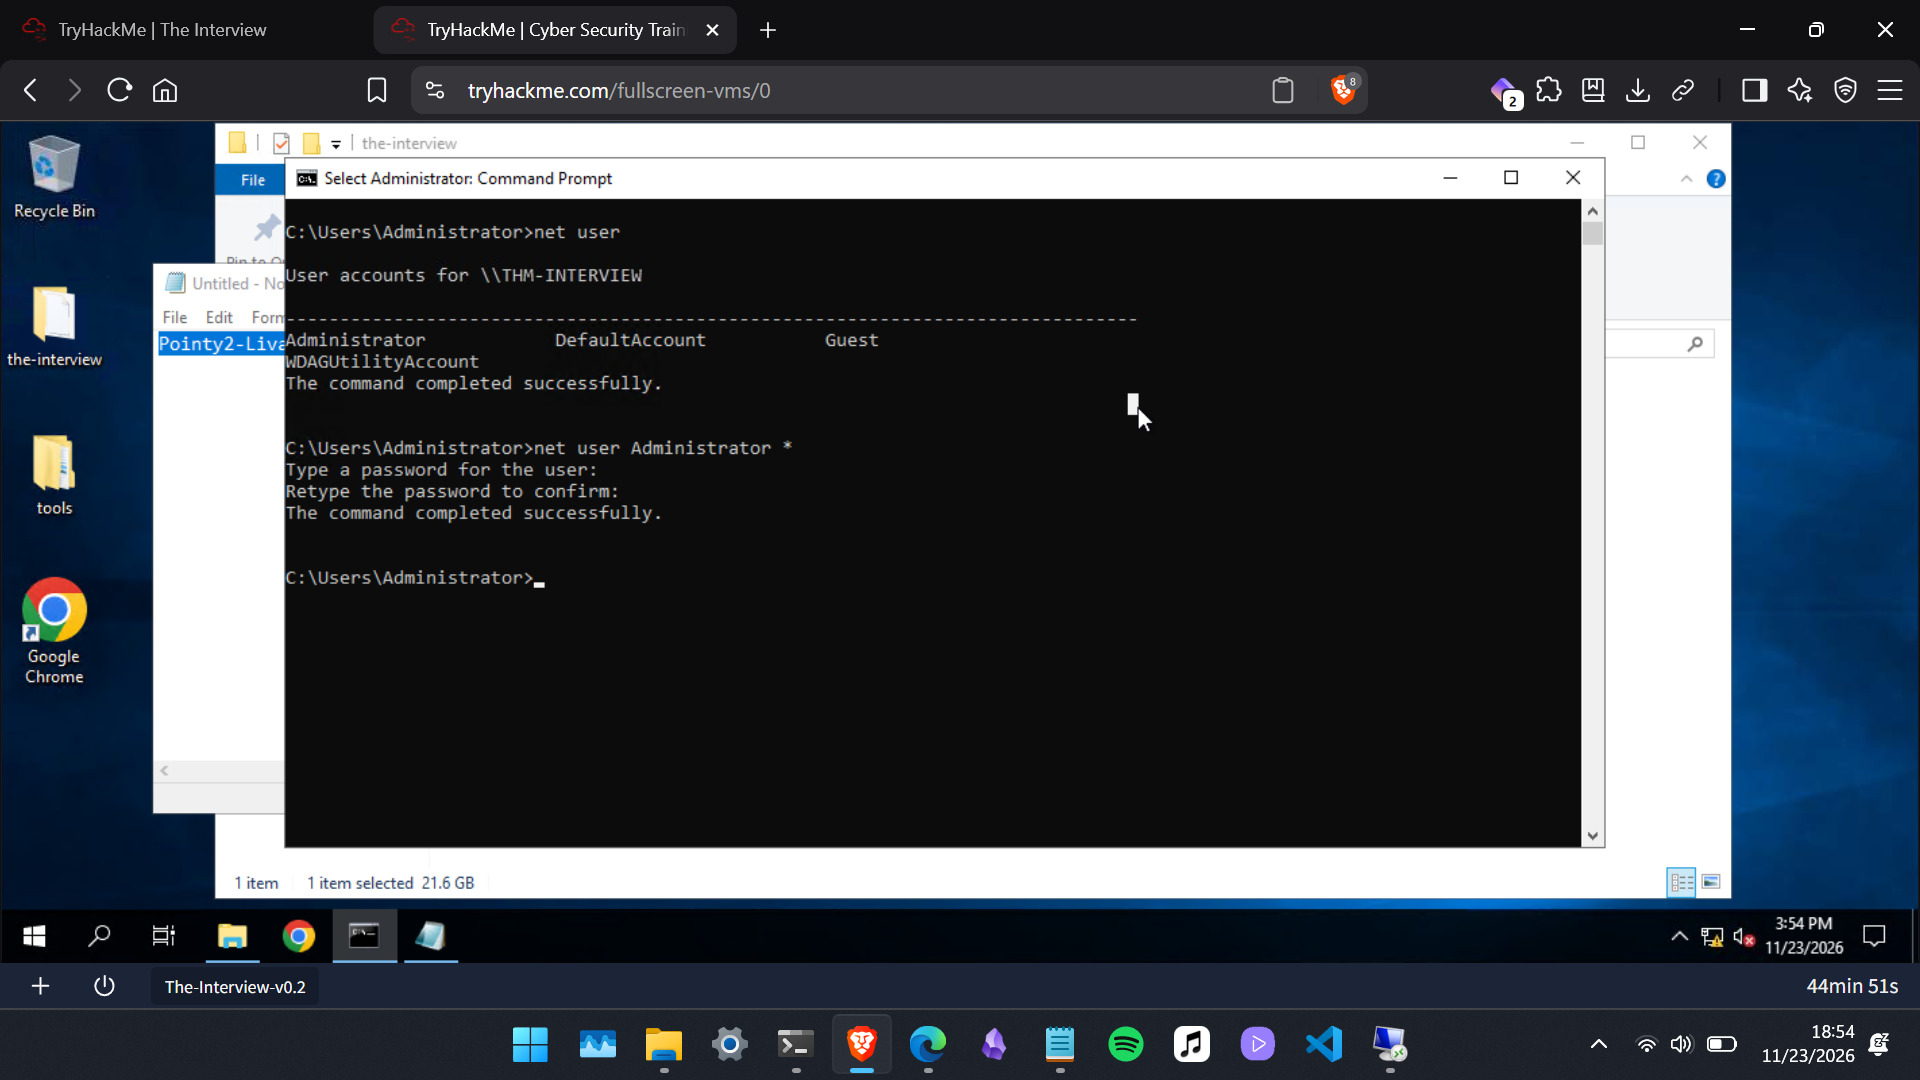 TryHackMe | The Interview
TryHackMe | Cyber Security Train
8
tryhackme.com/fullscreen-vms/0
2
the-interview
File
Select Administrator: Command Prompt
Recycle Bin
C:\Users\Administrator>net user
User accounts for \\THM-INTERVIEW
-------------------------------------------------------------------------------
Administrator DefaultAccount Guest
WDAGUtilityAccount
The command completed successfully.
C:\Users\Administrator>net user Administrator *
Type a password for the user:
Retype the password to confirm:
The command completed successfully.
C:\Users\Administrator>
Untitled - No
File Edit Form
Pointy2-Liva
the-interview
tools
Google
Chrome
1 item 1 item selected 21.6 GB
3:54 PM
11/23/2026
The-Interview-v0.2
44min 51s
18:54
11/23/2026